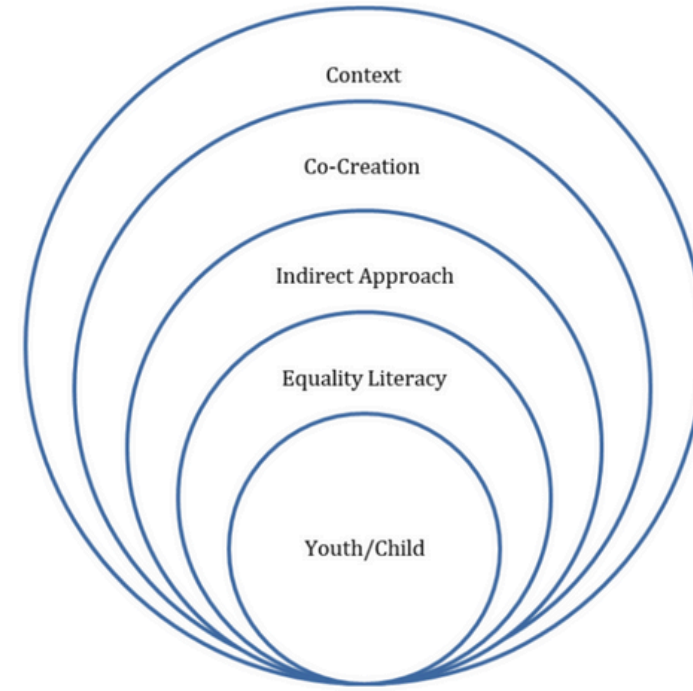 Context
Co-Creation
Indirect Approach
Equality Literacy
Youth/Child